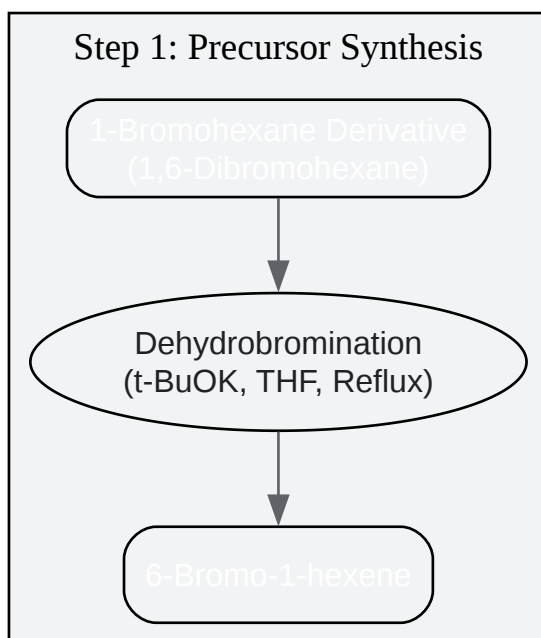 Step 1: Precursor Synthesis
1-Bromohexane Derivative
(1,6-Dibromohexane)
Dehydrobromination
(t-BuOK, THF, Reflux)
6-Bromo-1-hexene